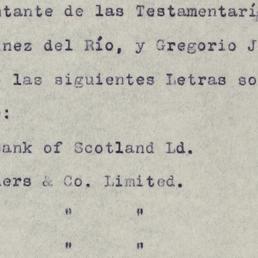 tante de las Testamentarí
nez del Río, y Gregorio J
las siguientes Letras so
:
ank of Scotland Ld.
ers & Co. Limited.
" "
" "